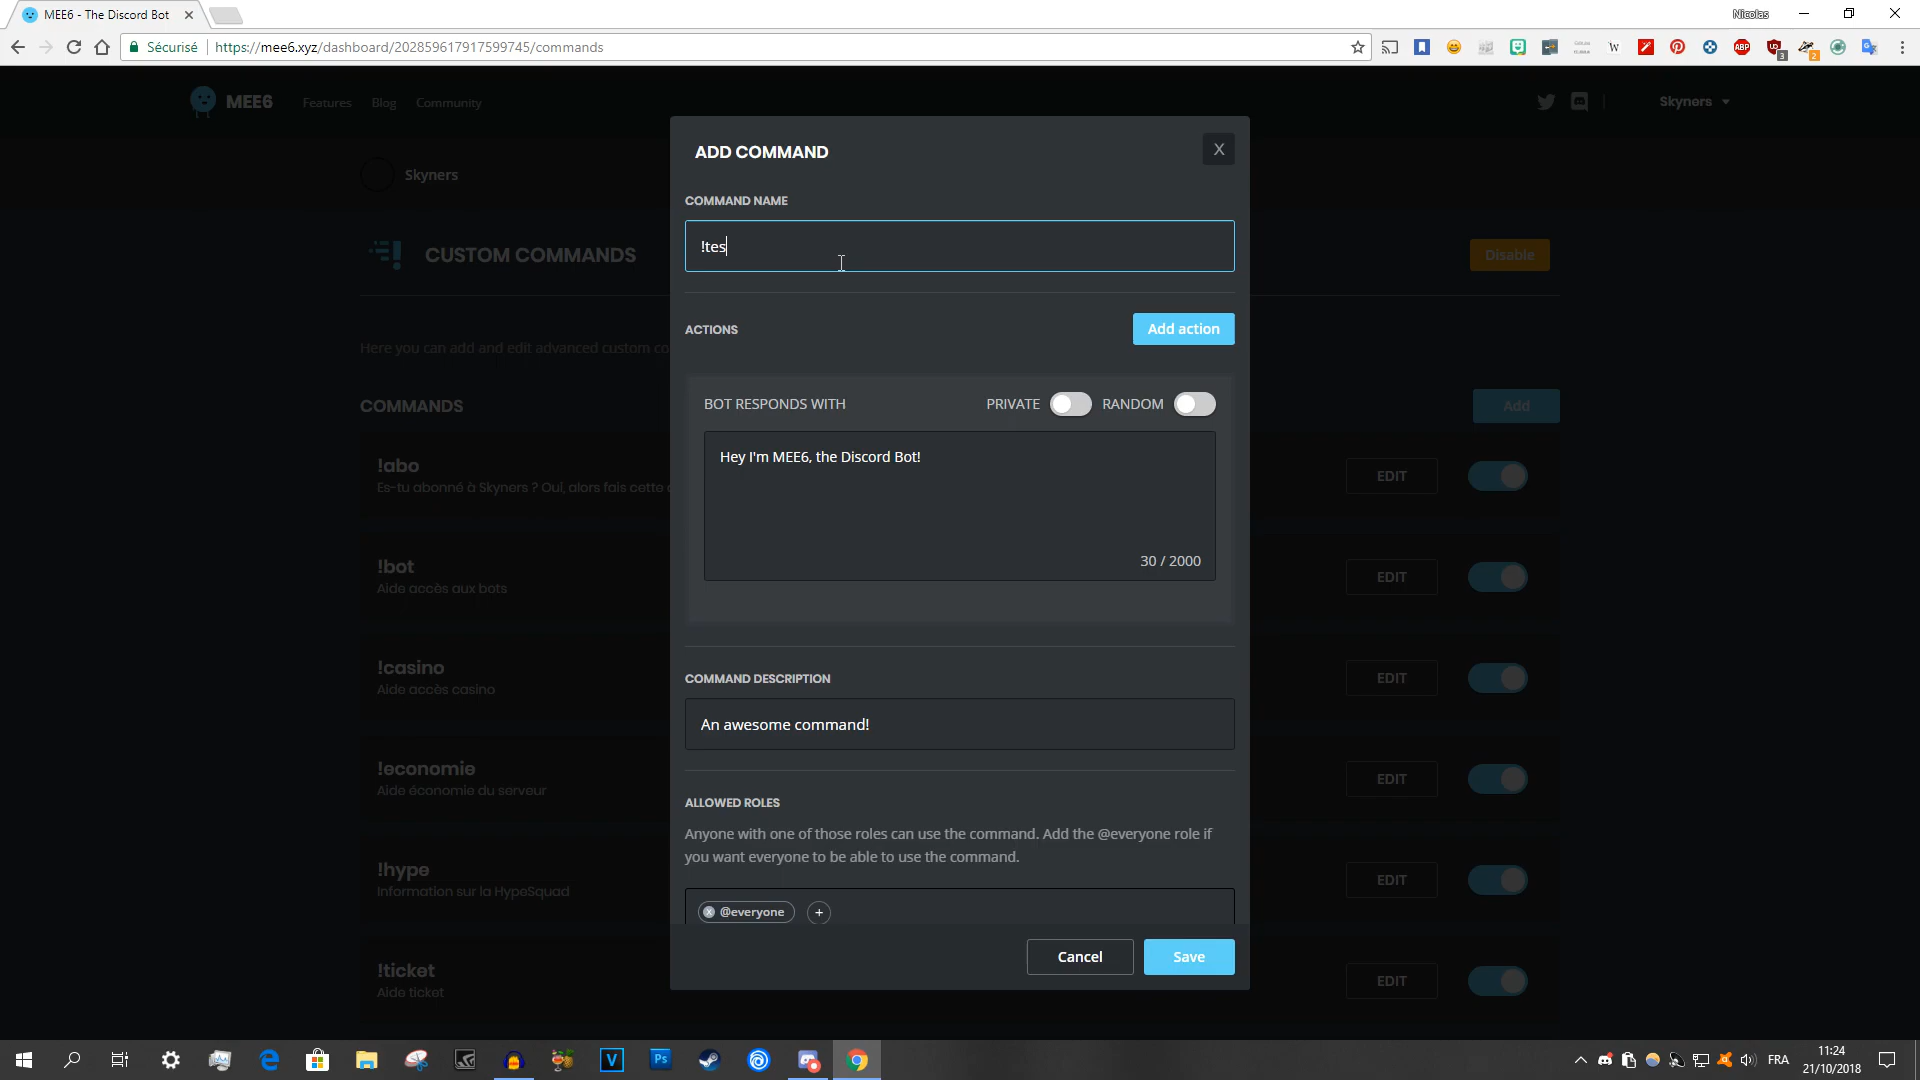 MEE6 - The Discord Bot
Nicolas
Sécurisé
https://mee6.xyz/dashboard/202859617917599745/commands
MEE6
Features
Blog
Community
Skyners
Skyners
CUSTOM COMMANDS
Disable
Here you can add and edit advanced custom co
COMMANDS
Add
!abo
Es-tu abonné à Skyners ? Oui, alors fais cette c
EDIT
!bot
Aide accès aux bots
EDIT
!casino
Aide accès casino
EDIT
!economie
Aide économie du serveur
EDIT
!hype
Information sur la HypeSquad
EDIT
!ticket
Aide ticket
EDIT
ADD COMMAND
X
COMMAND NAME
!tes
ACTIONS
Add action
BOT RESPONDS WITH
PRIVATE
RANDOM
Hey I'm MEE6, the Discord Bot!
30 / 2000
COMMAND DESCRIPTION
An awesome command!
ALLOWED ROLES
Anyone with one of those roles can use the command. Add the @everyone role if
you want everyone to be able to use the command.
@everyone
+
Cancel
Save
W
ABP
3
2
V
Ps
FRA
11:24
21/10/2018